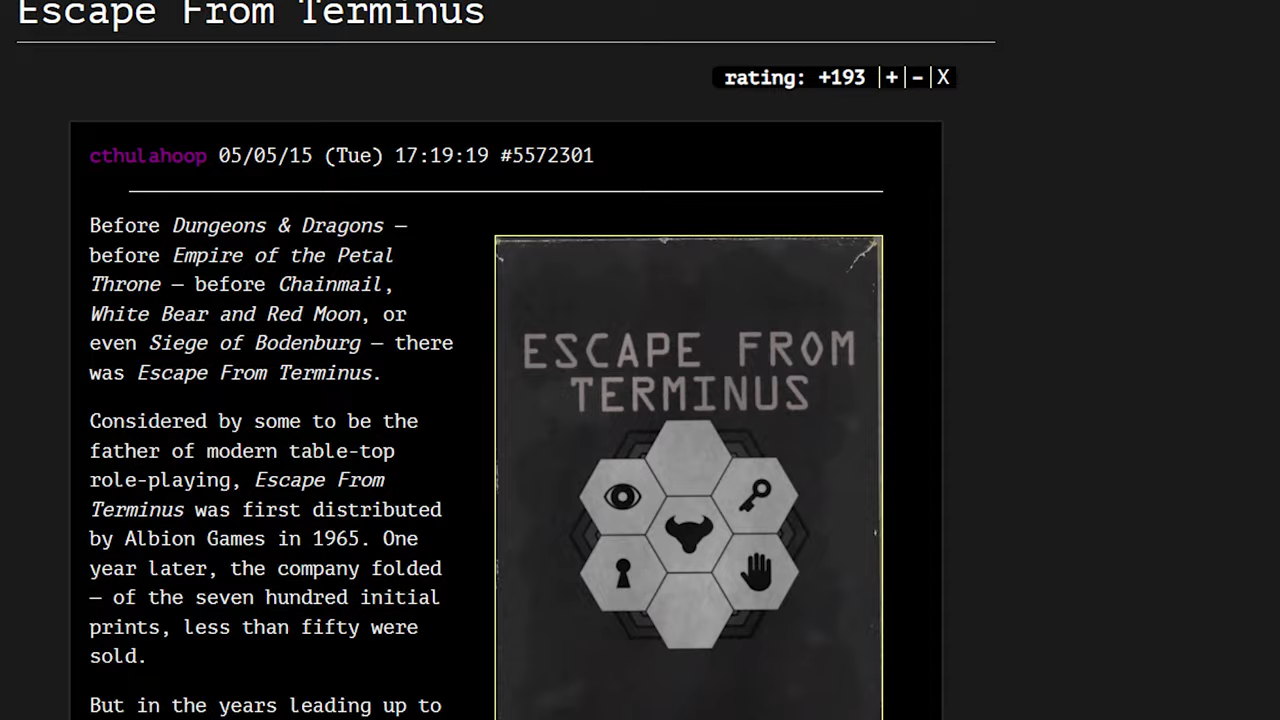 Escape From Terminus
rating: +193 | + | – | X
cthulahoop 05/05/15 (Tue) 17:19:19 #5572301
Before Dungeons & Dragons —
before Empire of the Petal
Throne — before Chainmail,
White Bear and Red Moon, or
even Siege of Bodenburg — there
was Escape From Terminus.
Considered by some to be the
father of modern table-top
role-playing, Escape From
Terminus was first distributed
by Albion Games in 1965. One
year later, the company folded
— of the seven hundred initial
prints, less than fifty were
sold.
But in the years leading up to
ESCAPE FROM
TERMINUS